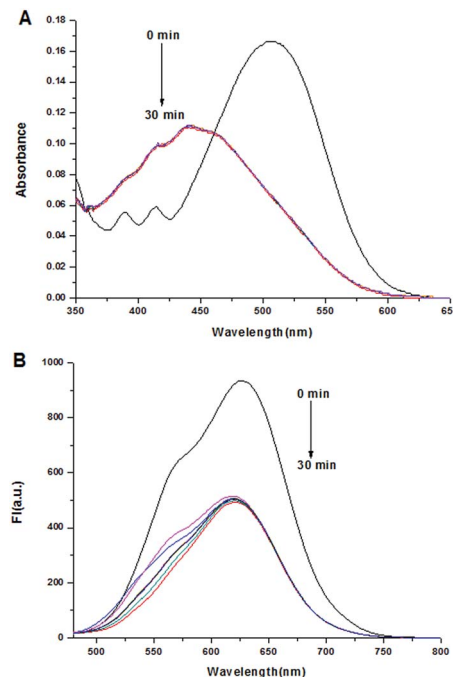 A
0 min
30 min
0.18
0.16
0.14
0.12
0.10
0.08
0.06
0.04
0.02
0.00
Absorbance
350 400 450 500 550 600 65
Wavelength(nm)
B
0 min
30 min
1000
800
600
400
200
0
FI(a.u.)
500 550 600 650 700 750 800
Wavelength(nm)